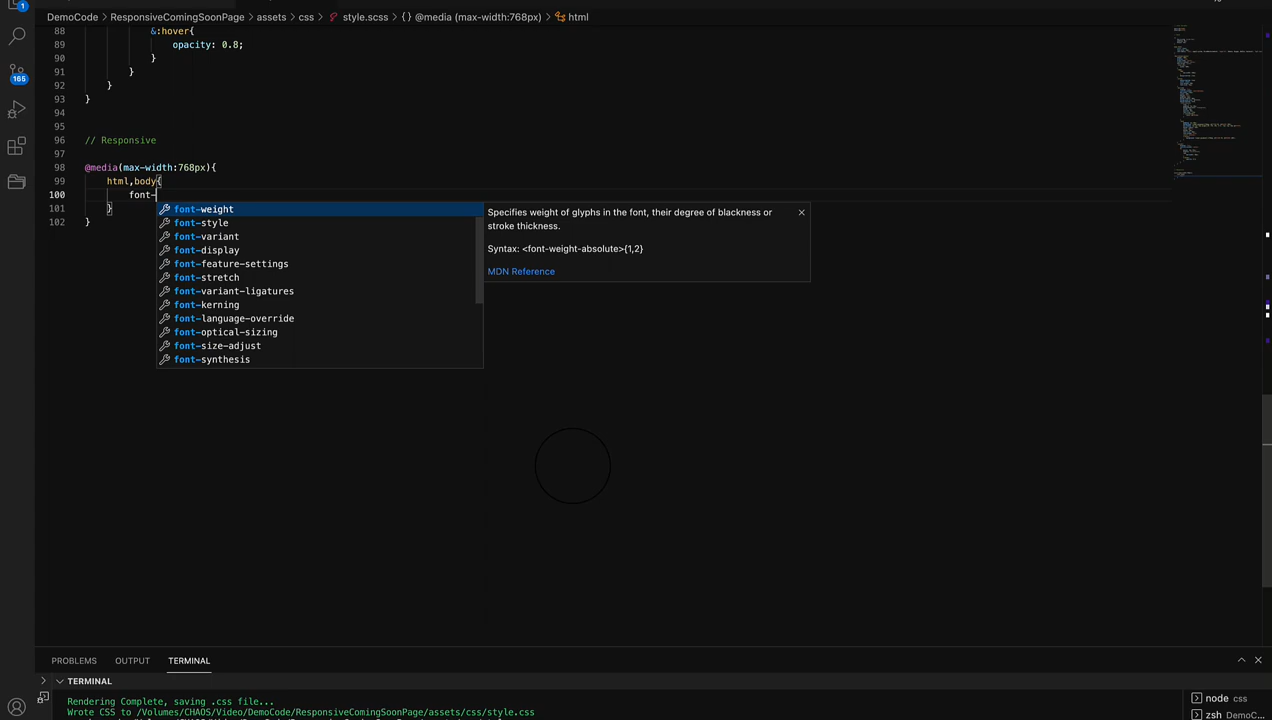 1
DemoCode > ResponsiveComingSoonPage > assets > css > style.scss > { } @media (max-width:768px) > html
88
&:hover{
89 opacity: 0.8;
90 }
91 }
92 }
93 }
94
95
96 // Responsive
97
98 @media(max-width:768px){
99 html,body{
100 font-
101 }
102 }
font-weight
font-style
font-variant
font-display
font-feature-settings
font-stretch
font-variant-ligatures
font-kerning
font-language-override
font-optical-sizing
font-size-adjust
font-synthesis
Specifies weight of glyphs in the font, their degree of blackness or
stroke thickness.
Syntax: <font-weight-absolute>{1,2}
MDN Reference
165
PROBLEMS OUTPUT TERMINAL
TERMINAL
Rendering Complete, saving .css file...
Wrote CSS to /Volumes/CHAOS/Video/DemoCode/ResponsiveComingSoonPage/assets/css/style.css
node css
zsh DemoC...